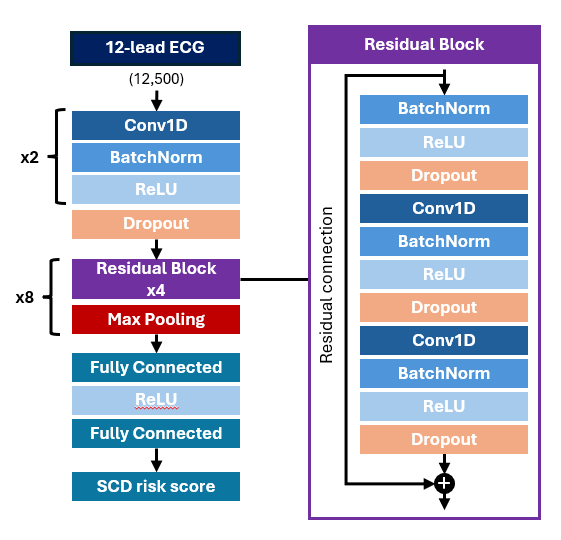 12-lead ECG
(12,500)
x2
Conv1D
BatchNorm
ReLU
Dropout
x8
Residual Block
x4
Max Pooling
Fully Connected
ReLU
Fully Connected
SCD risk score
Residual Block
Residual connection
BatchNorm
ReLU
Dropout
Conv1D
BatchNorm
ReLU
Dropout
Conv1D
BatchNorm
ReLU
Dropout
+